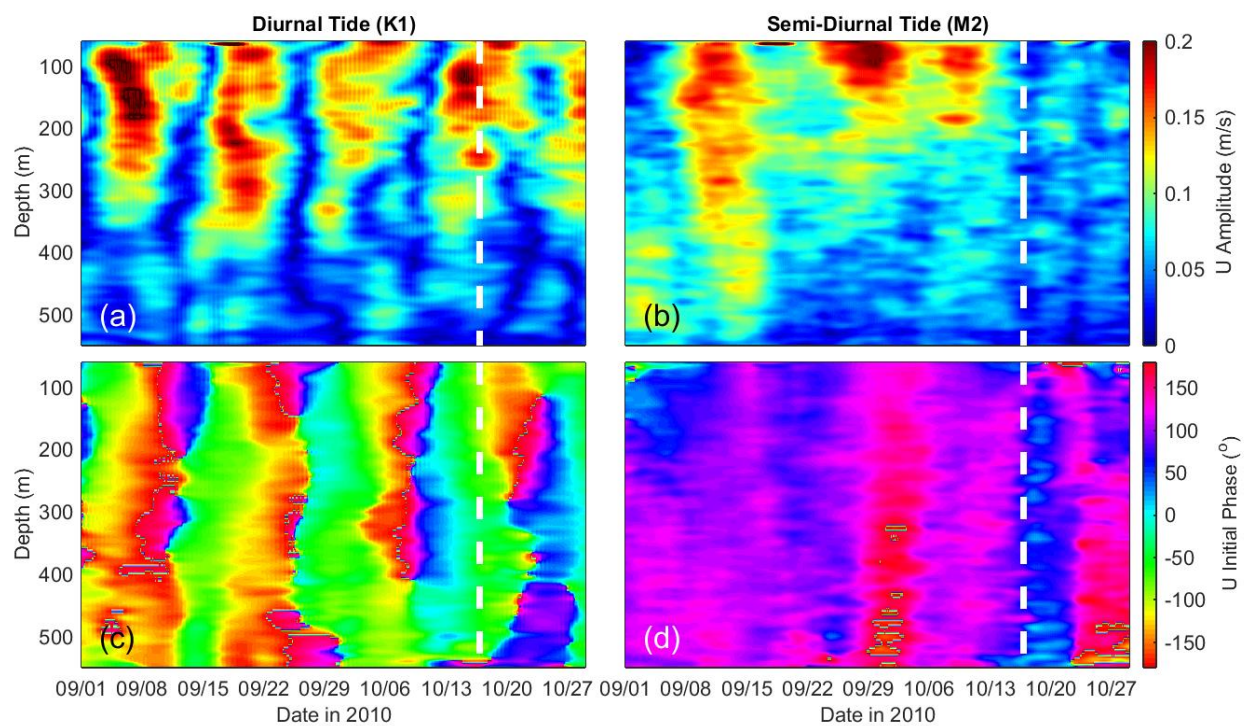 Diurnal Tide (K1)
Semi-Diurnal Tide (M2)
100
200
300
400
500
Depth (m)
(a)
(b)
0.2
0.15
0.1
0.05
0
U Amplitude (m/s)
100
200
300
400
500
Depth (m)
(c)
(d)
150
100
50
0
-50
-100
-150
U Initial Phase (°)
09/01 09/08 09/15 09/22 09/29 10/06 10/13 10/20 10/27
Date in 2010
09/01 09/08 09/15 09/22 09/29 10/06 10/13 10/20 10/27
Date in 2010